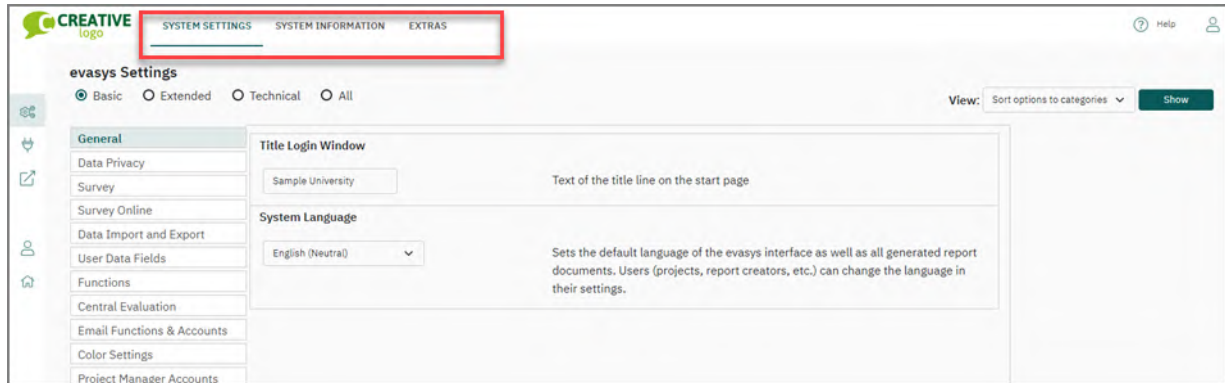 CREATIVE
logo
SYSTEM SETTINGS SYSTEM INFORMATION EXTRAS
Help
evasys Settings
Basic Extended Technical All
View: Sort options to categories Show
General
Data Privacy
Survey
Survey Online
Data Import and Export
User Data Fields
Functions
Central Evaluation
Email Functions & Accounts
Color Settings
Project Manager Accounts
Title Login Window
Sample University
Text of the title line on the start page
System Language
English (Neutral)
Sets the default language of the evasys interface as well as all generated report
documents. Users (projects, report creators, etc.) can change the language in
their settings.